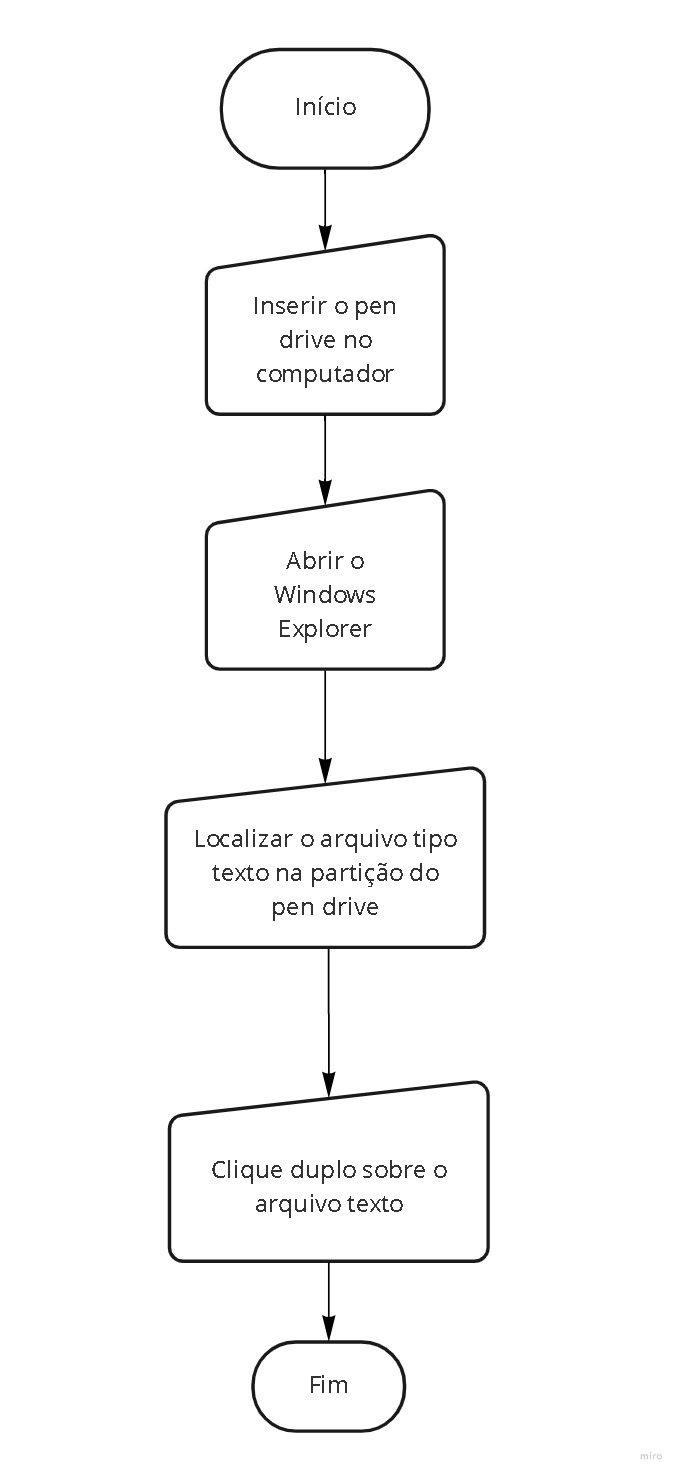 Início
Inserir o pen
drive no
computador
Abrir o
Windows
Explorer
Localizar o arquivo tipo
texto na partição do
pen drive
Clique duplo sobre o
arquivo texto
Fim
miro